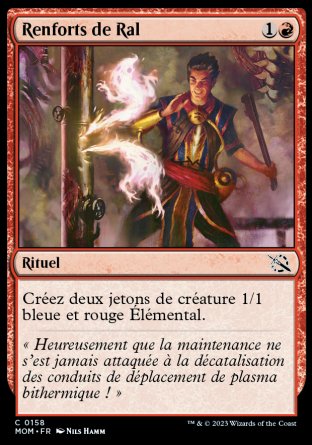 Renforts de Ral
1
Rituel
Créez deux jetons de créature 1/1
bleue et rouge Élémental.
« Heureusement que la maintenance ne
s'est jamais attaquée à la décatalisation
des conduits de déplacement de plasma
bithermique ! »
C 0158
MOM • FR Nils Hamm
™ & © 2023 Wizards of the Coast